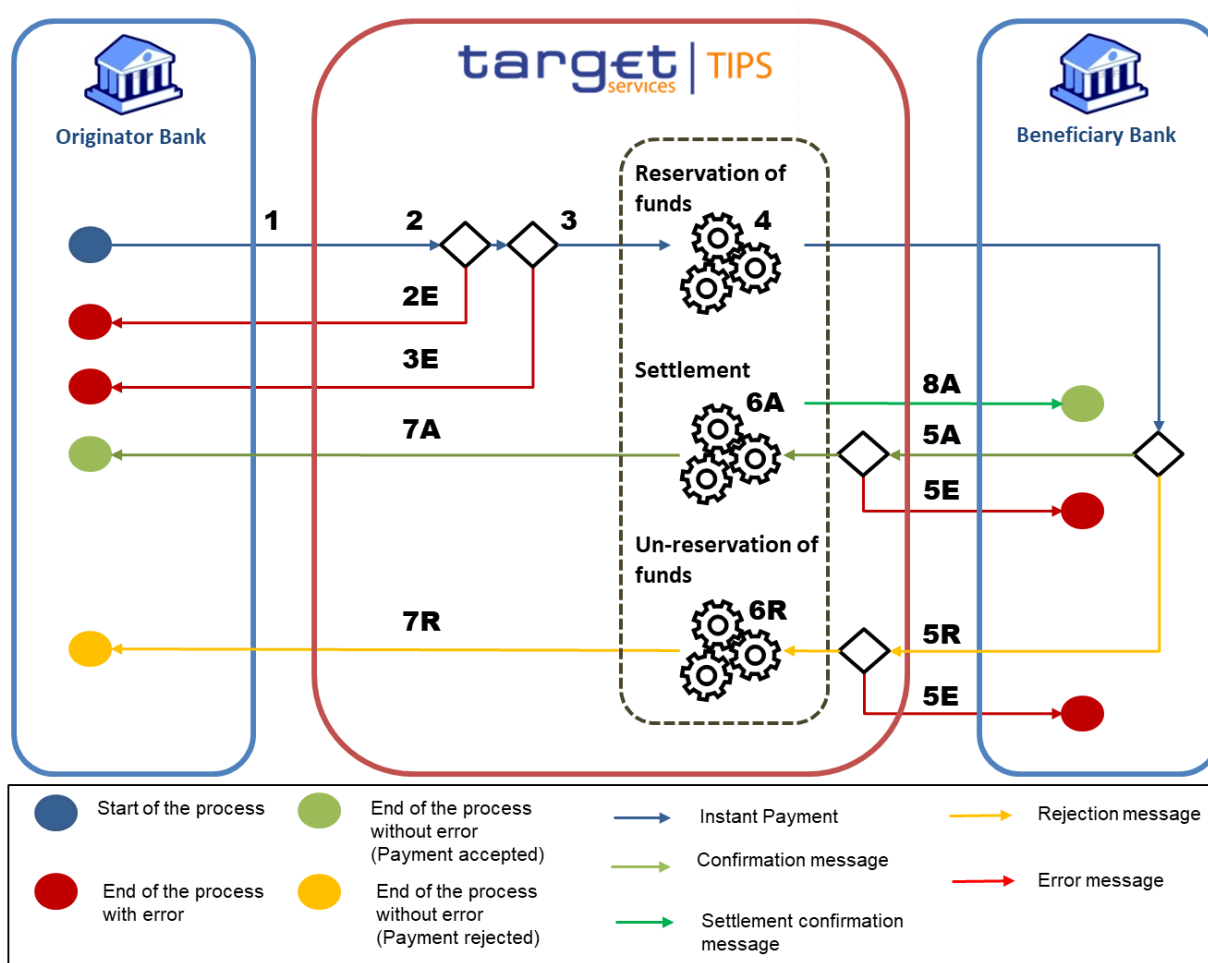 target
services
TIPS
Originator Bank
Beneficiary Bank
Reservation of
funds
1
2
3
4
2E
3E
Settlement
6A
8A
7A
5A
5E
Un-reservation of
funds
6R
7R
5R
5E
Start of the process
End of the process
without error
(Payment accepted)
Instant Payment
Rejection message
Confirmation message
End of the process
with error
End of the process
without error
(Payment rejected)
Error message
Settlement confirmation
message